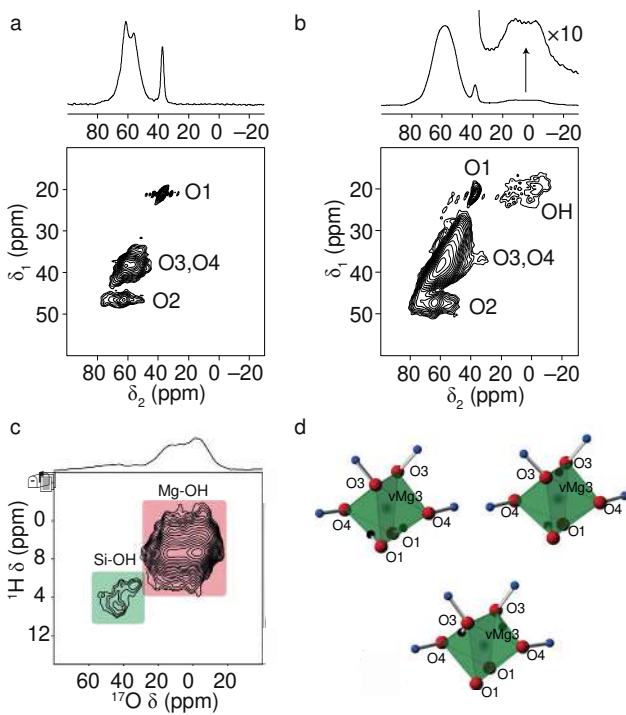 a
b
×10
80 60 40 20 0 −20
80 60 40 20 0 −20
O1
O3,O4
O2
20
30
40
50
δ1 (ppm)
80 60 40 20 0 −20
δ2 (ppm)
O1
OH
O3,O4
O2
20
30
40
50
δ1 (ppm)
80 60 40 20 0 −20
δ2 (ppm)
c
Mg-OH
Si-OH
0
8
4
12
1H δ (ppm)
80 60 40 20
17O δ (ppm)
d
O3
O3
vMg3
O4
O4
O1
O3
O3
vMg3
O4
O4
O1
O3
O3
vMg3
O4
O4
O1
O1